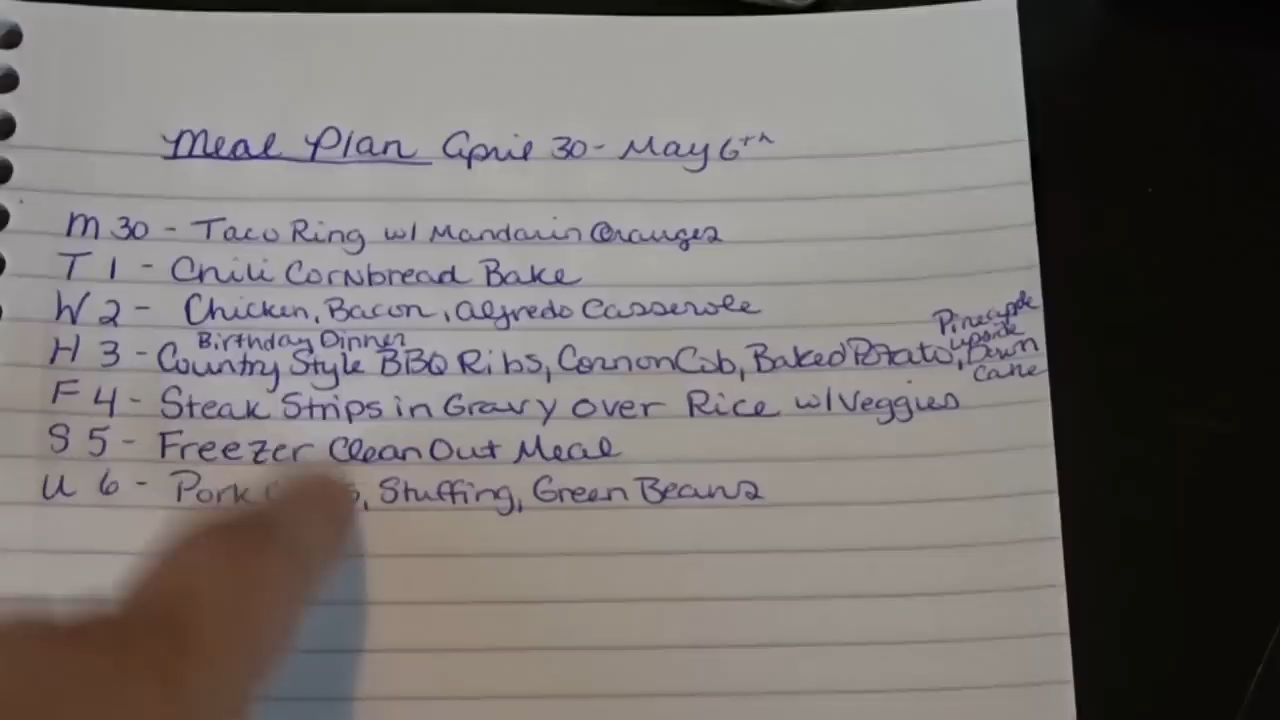 Meal Plan April 30 - May 6th
M 30 - Taco Ring w/ Mandarin Oranges
T 1 - Chili Cornbread Bake
W 2 - Chicken, Bacon, Alfredo Casserole
Birthday Dinner
H 3 - Country Style BBQ Ribs, Corn on Cob, Baked Potato, Pineapple upside Down Cake
F 4 - Steak Strips in Gravy over Rice w/ Veggies
S 5 - Freezer Clean Out Meal
U 6 - Pork , Stuffing, Green Beans